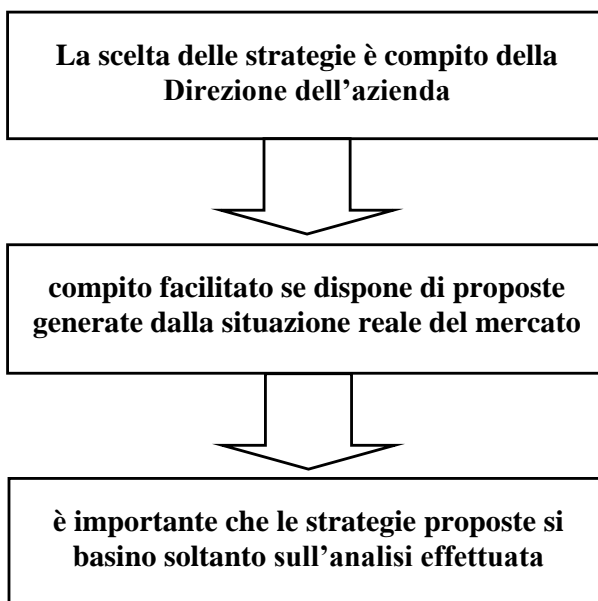 La scelta delle strategie è compito della
Direzione dell’azienda
compito facilitato se dispone di proposte
generate dalla situazione reale del mercato
è importante che le strategie proposte si
basino soltanto sull’analisi effettuata